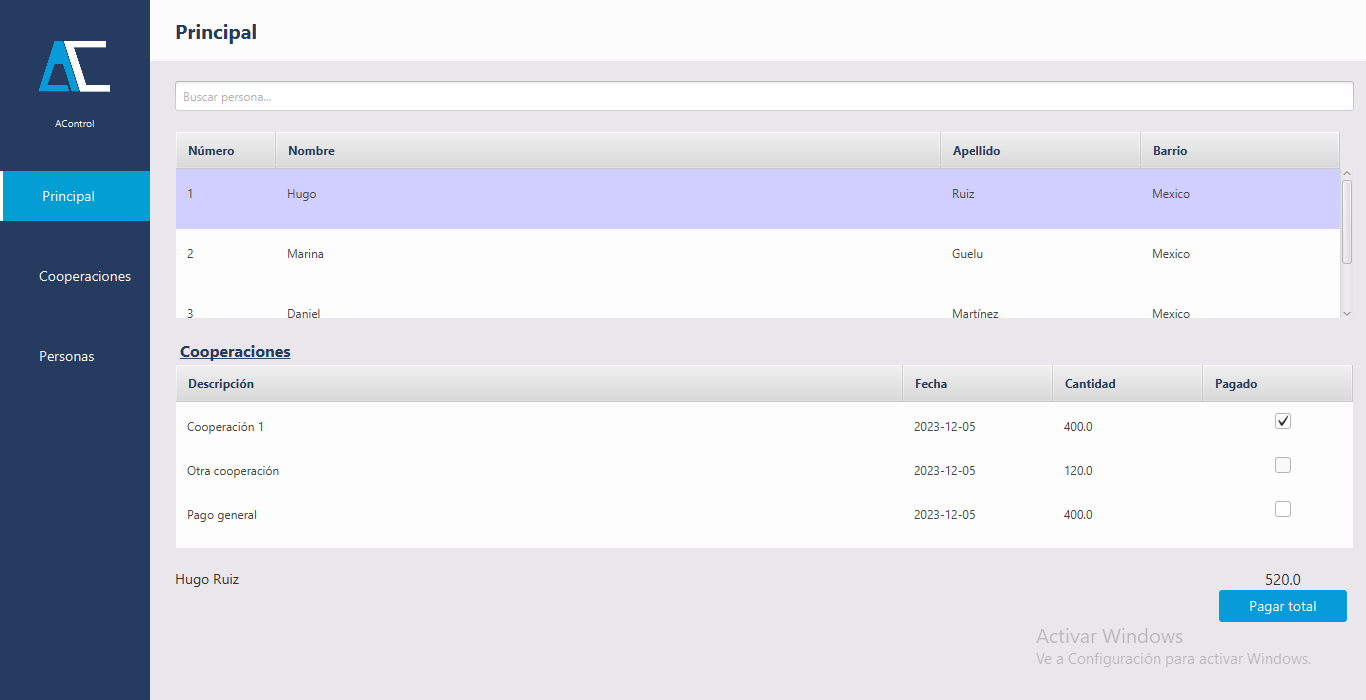 Principal
AC
AControl
Principal
Cooperaciones
Personas
Buscar persona...
Número Nombre Apellido Barrio
1 Hugo Ruiz Mexico
2 Marina Guelu Mexico
3 Daniel Martínez Mexico
Cooperaciones
Descripción Fecha Cantidad Pagado
Cooperación 1 2023-12-05 400.0
Otra cooperación 2023-12-05 120.0
Pago general 2023-12-05 400.0
Hugo Ruiz 520.0
Pagar total
Activar Windows
Ve a Configuración para activar Windows.